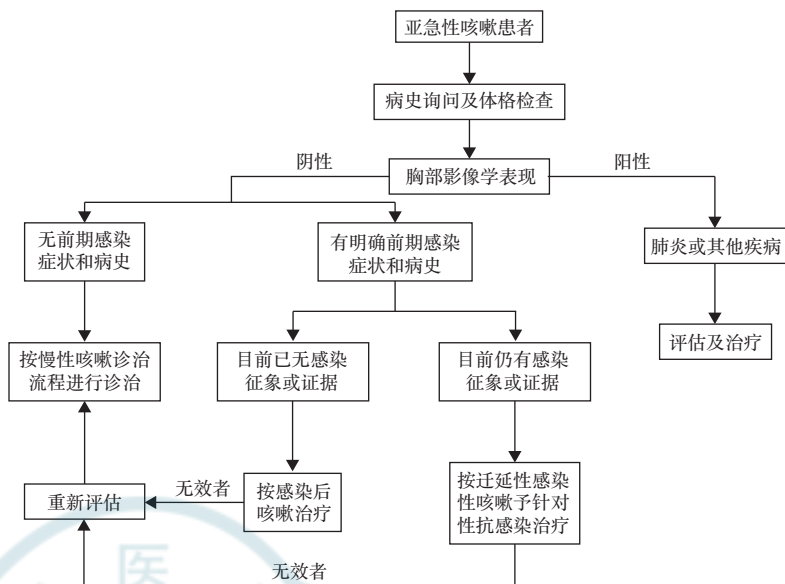 亚急性咳嗽患者
病史询问及体格检查
阴性
胸部影像学表现
阳性
无前期感染
症状和病史
有明确前期感染
症状和病史
肺炎或其他疾病
按慢性咳嗽诊治
流程进行诊治
目前已无感染
征象或证据
目前仍有感染
征象或证据
评估及治疗
重新评估
无效者
按感染后
咳嗽治疗
按迁延性感染
性咳嗽予针对
性抗感染治疗
无效者
医